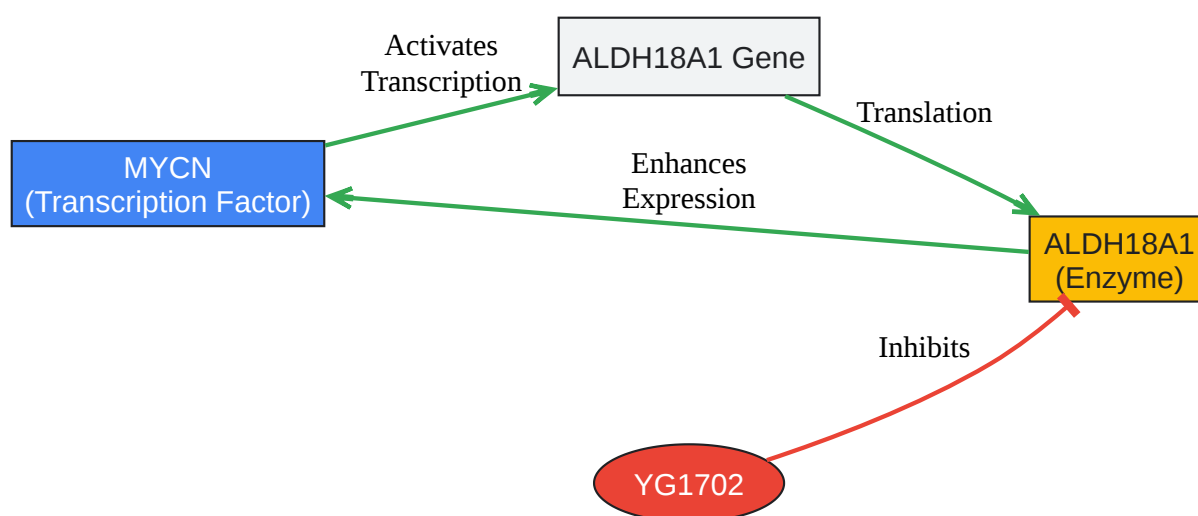 Activates
Transcription
ALDH18A1 Gene
Translation
MYCN
(Transcription Factor)
Enhances
Expression
ALDH18A1
(Enzyme)
Inhibits
YG1702